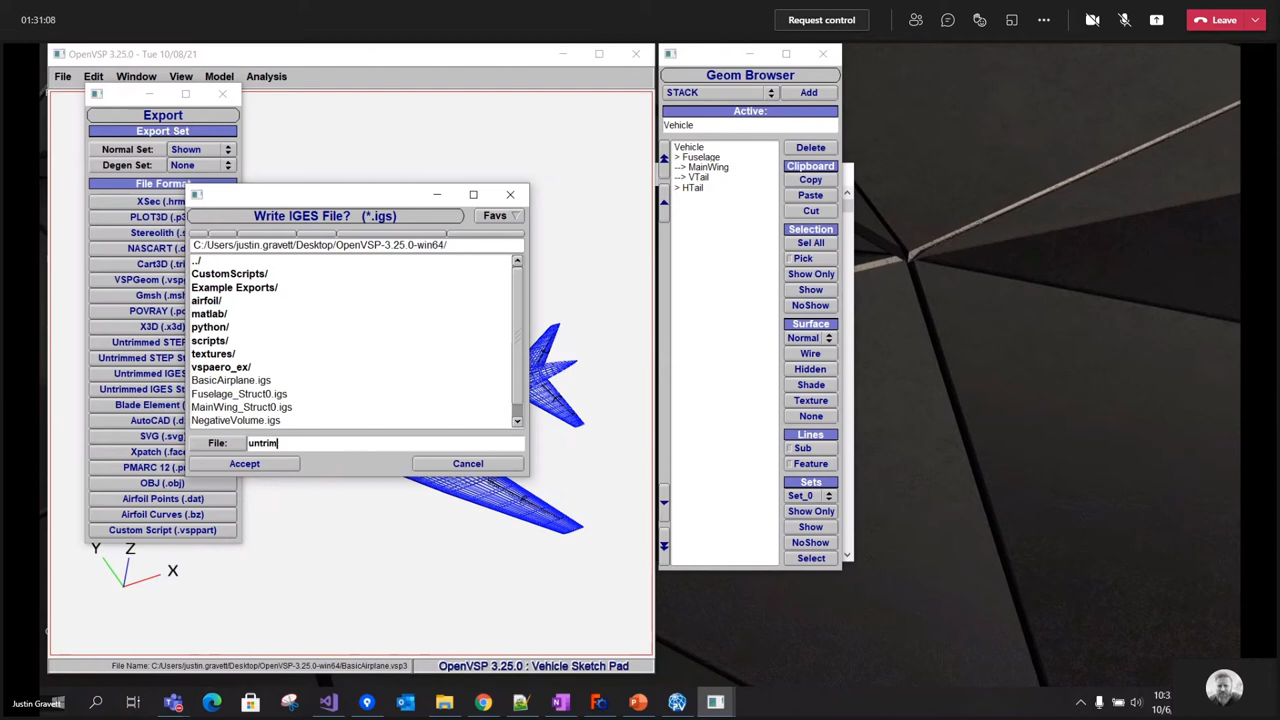 01:31:08
Request control
Leave
OpenVSP 3.25.0 - Tue 10/08/21
File Edit Window View Model Analysis
Export
Export Set
Normal Set: Shown
Degen Set: None
File Format
XSec (.hrm
PLOT3D (.p3
Stereolith (.s
NASCART (.d
Cart3D (.tri
VSPGeom (.vspg
Gmsh (.msh
POVRAY (.po
X3D (.x3d)
Untrimmed STEP
Untrimmed STEP St
Untrimmed IGES
Untrimmed IGES St
Blade Element (
AutoCAD (.d
SVG (.svg)
Xpatch (.face
PMARC 12 (.p
OBJ (.obj)
Airfoil Points (.dat)
Airfoil Curves (.bz)
Custom Script (.vsppart)
Write IGES File? (*.igs)
Favs
C:/Users/justin.gravett/Desktop/OpenVSP-3.25.0-win64/
../
CustomScripts/
Example Exports/
airfoil/
matlab/
python/
scripts/
textures/
vspaero_ex/
BasicAirplane.igs
Fuselage_Struct0.igs
MainWing_Struct0.igs
NegativeVolume.igs
File: untrim
Accept Cancel
Y Z X
File Name: C:/Users/justin.gravett/Desktop/OpenVSP-3.25.0-win64/BasicAirplane.vsp3
OpenVSP 3.25.0 : Vehicle Sketch Pad
Geom Browser
STACK Add
Active:
Vehicle
Vehicle
> Fuselage
--> MainWing
--> VTail
> HTail
Delete
Clipboard
Copy
Paste
Cut
Selection
Sel All
Pick
Show Only
Show
NoShow
Surface
Normal
Wire
Hidden
Shade
Texture
None
Lines
Sub
Feature
Sets
Set_0
Show Only
Show
NoShow
Select
Justin Gravett
10:3
10/6